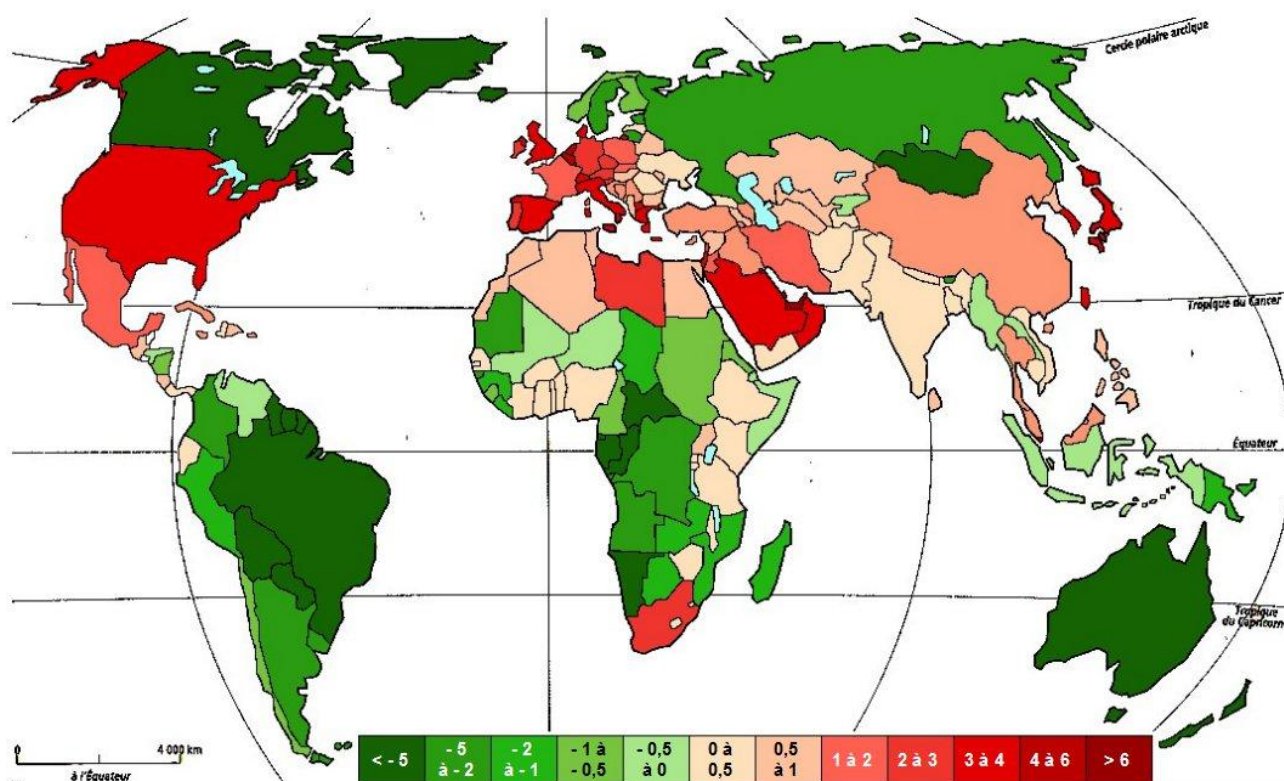 Cercle polaire arctique
Tropique du Cancer
Équateur
Tropique
du Capricorn
0 4 000 km
à l'Équateur
< - 5
- 5
à - 2
- 2
à - 1
- 1 à
- 0,5
- 0,5
à 0
0 à
0,5
0,5
à 1
1 à 2
2 à 3
3 à 4
4 à 6
> 6